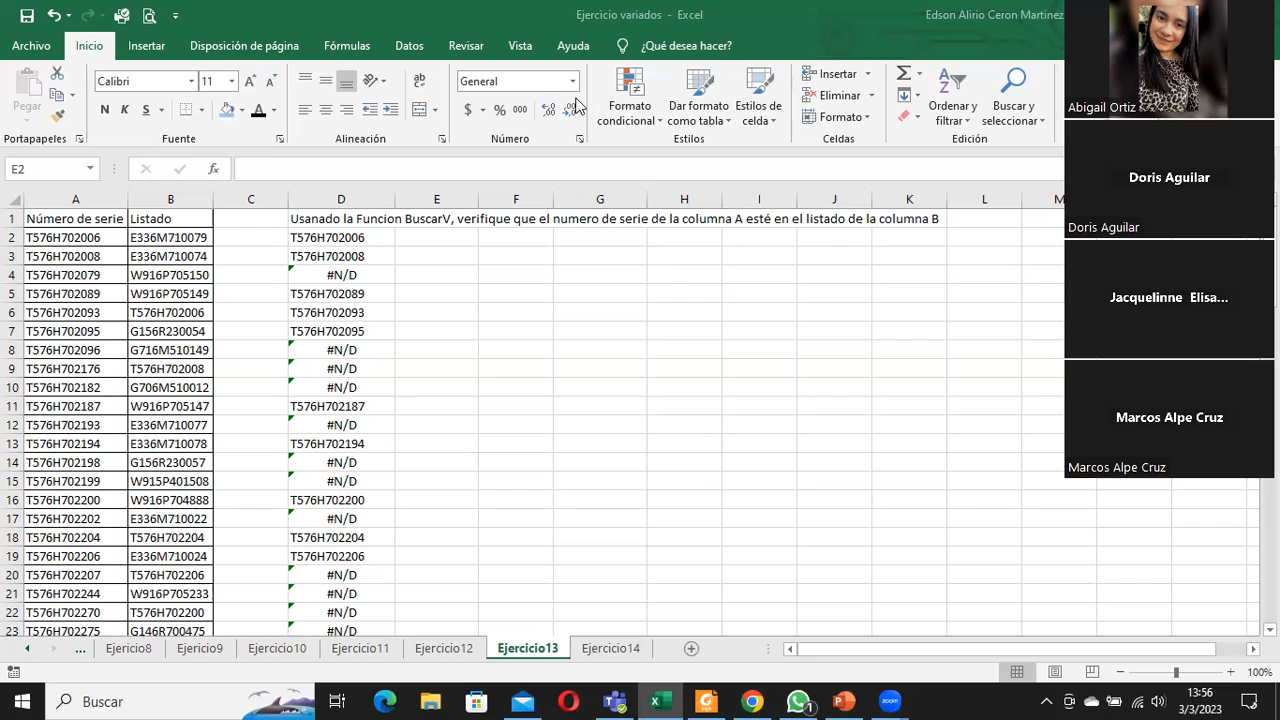 Ejercicio variados - Excel
Edson Alirio Ceron Martinez
Archivo Inicio Insertar Disposición de página Fórmulas Datos Revisar Vista Ayuda ¿Qué desea hacer?
Pegar
Calibri 11
N K S
ab
General
$ % 000
Formato condicional
Dar formato como tabla
Estilos de celda
Insertar
Eliminar
Formato
Ordenar y filtrar
Buscar y seleccionar
Portapapeles Fuente Alineación Número Estilos Celdas Edición
E2 fx
A B C D E F G H I J K L M
1 Número de serie Listado Usanado la Funcion BuscarV, verifique que el numero de serie de la columna A esté en el listado de la columna B
2 T576H702006 E336M710079 T576H702006
3 T576H702008 E336M710074 T576H702008
4 T576H702079 W916P705150 #N/D
5 T576H702089 W916P705149 T576H702089
6 T576H702093 T576H702006 T576H702093
7 T576H702095 G156R230054 T576H702095
8 T576H702096 G716M510149 #N/D
9 T576H702176 T576H702008 #N/D
10 T576H702182 G706M510012 #N/D
11 T576H702187 W916P705147 T576H702187
12 T576H702193 E336M710077 #N/D
13 T576H702194 E336M710078 T576H702194
14 T576H702198 G156R230057 #N/D
15 T576H702199 W915P401508 #N/D
16 T576H702200 W916P704888 T576H702200
17 T576H702202 E336M710022 #N/D
18 T576H702204 T576H702204 T576H702204
19 T576H702206 E336M710024 T576H702206
20 T576H702207 T576H702206 #N/D
21 T576H702244 W916P705233 #N/D
22 T576H702270 T576H702200 #N/D
23 T576H702275 G146R700475 #N/D
... Ejercicio8 Ejercicio9 Ejercicio10 Ejercicio11 Ejercicio12 Ejercicio13 Ejercicio14
100%
Buscar
zoom
1
13:56
3/3/2023
Abigail Ortiz
Doris Aguilar
Doris Aguilar
Jacquelinne Elisa...
Marcos Alpe Cruz
Marcos Alpe Cruz